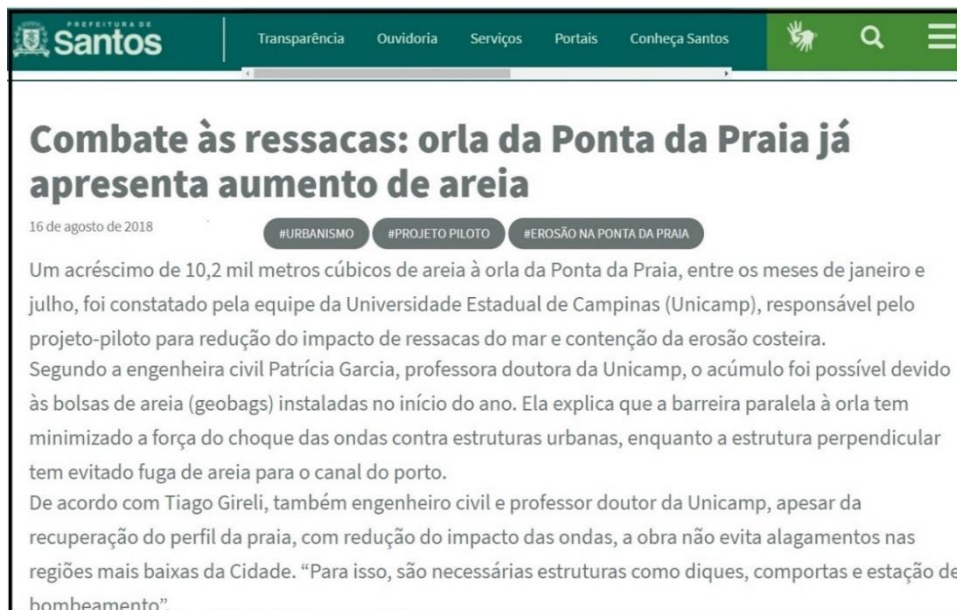 PREFEITURA DE
Santos
Transparência Ouvidoria Serviços Portais Conheça Santos
Combate às ressacas: orla da Ponta da Praia já
apresenta aumento de areia
16 de agosto de 2018
#URBANISMO #PROJETO PILOTO #EROSÃO NA PONTA DA PRAIA
Um acréscimo de 10,2 mil metros cúbicos de areia à orla da Ponta da Praia, entre os meses de janeiro e
julho, foi constatado pela equipe da Universidade Estadual de Campinas (Unicamp), responsável pelo
projeto-piloto para redução do impacto de ressacas do mar e contenção da erosão costeira.
Segundo a engenheira civil Patrícia Garcia, professora doutora da Unicamp, o acúmulo foi possível devido
às bolsas de areia (geobags) instaladas no início do ano. Ela explica que a barreira paralela à orla tem
minimizado a força do choque das ondas contra estruturas urbanas, enquanto a estrutura perpendicular
tem evitado fuga de areia para o canal do porto.
De acordo com Tiago Gireli, também engenheiro civil e professor doutor da Unicamp, apesar da
recuperação do perfil da praia, com redução do impacto das ondas, a obra não evita alagamentos nas
regiões mais baixas da Cidade. “Para isso, são necessárias estruturas como diques, comportas e estação de
bombeamento”.